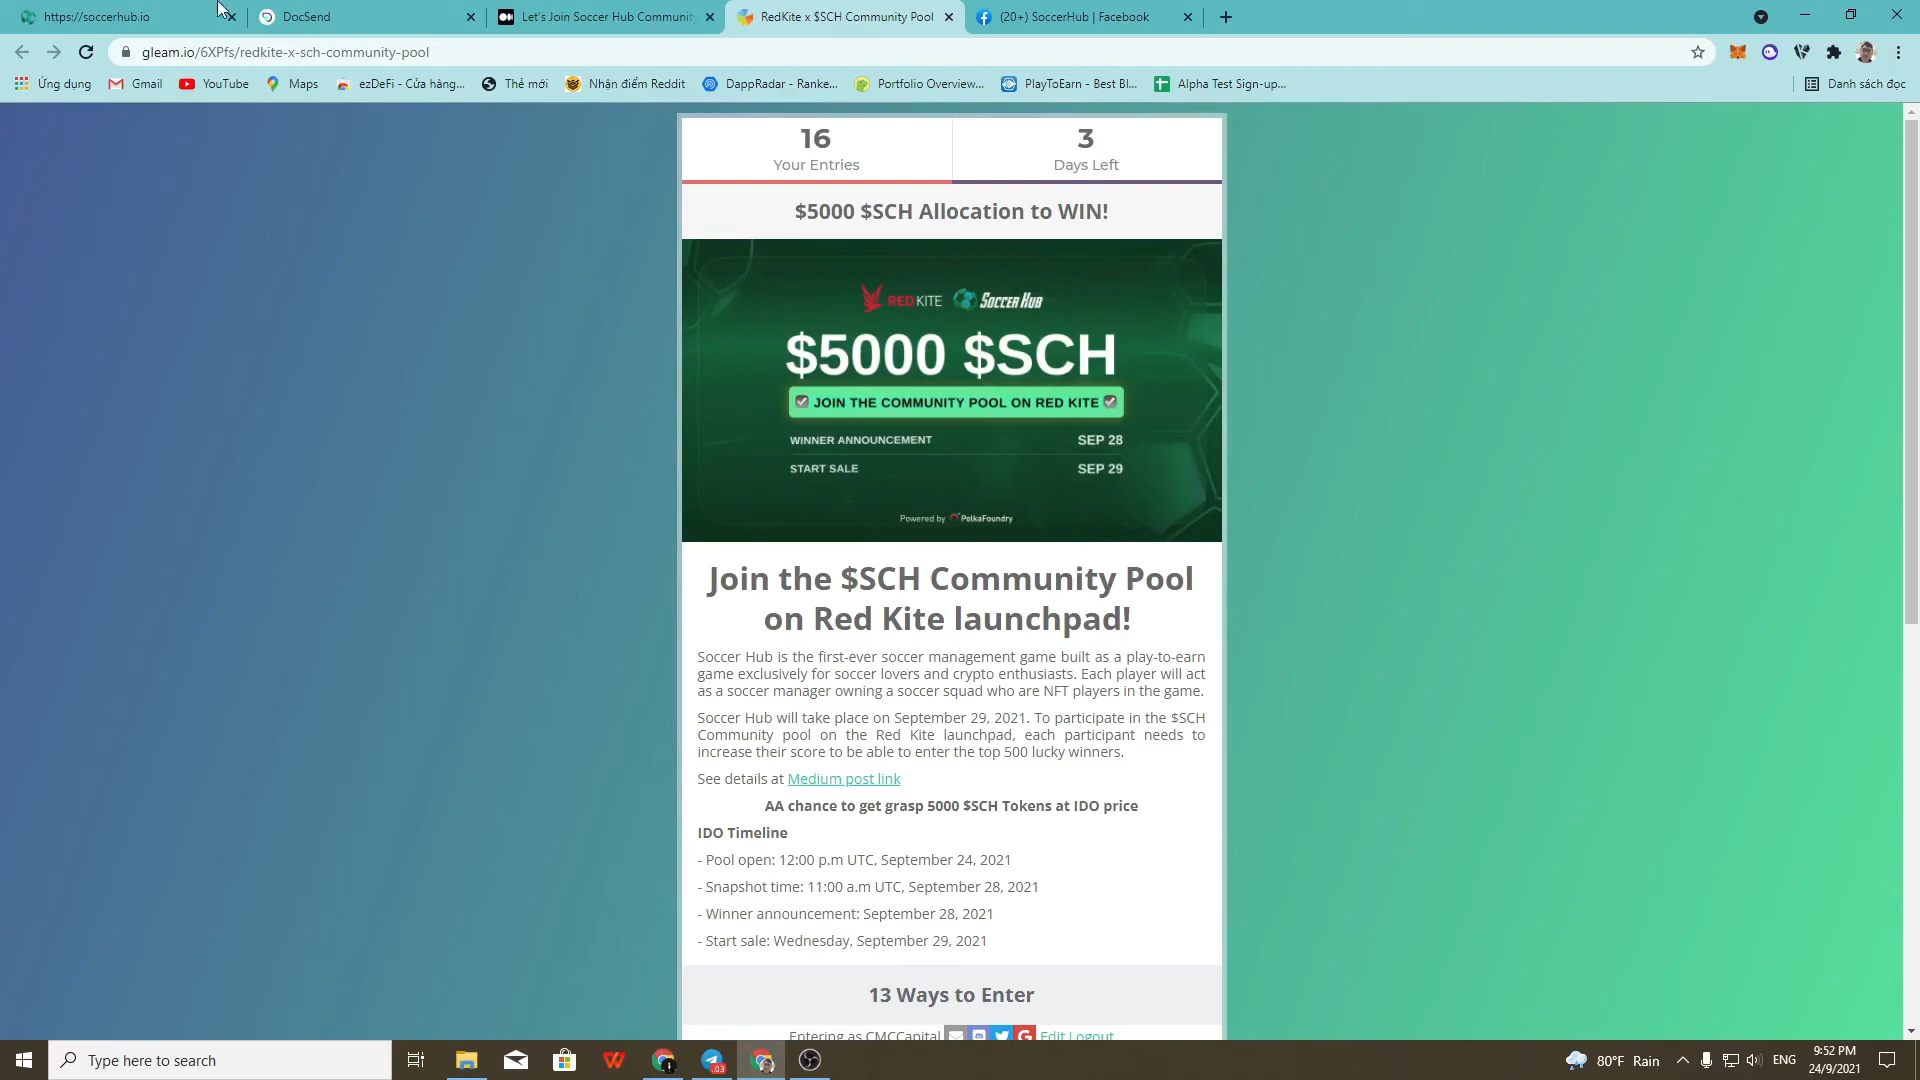 https://soccerhub.io
DocSend
Let's Join Soccer Hub Communit
RedKite x $SCH Community Pool
(20+) SoccerHub | Facebook
gleam.io/6XPfs/redkite-x-sch-community-pool
Ứng dụng
Gmail
YouTube
Maps
ezDeFi - Cửa hàng...
Thẻ mới
Nhận điểm Reddit
DappRadar - Ranke...
Portfolio Overview...
PlayToEarn - Best Bl...
Alpha Test Sign-up...
Danh sách đọc
16
Your Entries
3
Days Left
$5000 $SCH Allocation to WIN!
REDKITE SOCCER HUB
$5000 $SCH
JOIN THE COMMUNITY POOL ON RED KITE
WINNER ANNOUNCEMENT SEP 28
START SALE SEP 29
Powered by PolkaFoundry
Join the $SCH Community Pool
on Red Kite launchpad!
Soccer Hub is the first-ever soccer management game built as a play-to-earn
game exclusively for soccer lovers and crypto enthusiasts. Each player will act
as a soccer manager owning a soccer squad who are NFT players in the game.
Soccer Hub will take place on September 29, 2021. To participate in the $SCH
Community pool on the Red Kite launchpad, each participant needs to
increase their score to be able to enter the top 500 lucky winners.
See details at Medium post link
AA chance to get grasp 5000 $SCH Tokens at IDO price
IDO Timeline
- Pool open: 12:00 p.m UTC, September 24, 2021
- Snapshot time: 11:00 a.m UTC, September 28, 2021
- Winner announcement: September 28, 2021
- Start sale: Wednesday, September 29, 2021
13 Ways to Enter
Entering as CMCCapital Edit Logout
Type here to search
80°F Rain
ENG
9:52 PM
24/9/2021